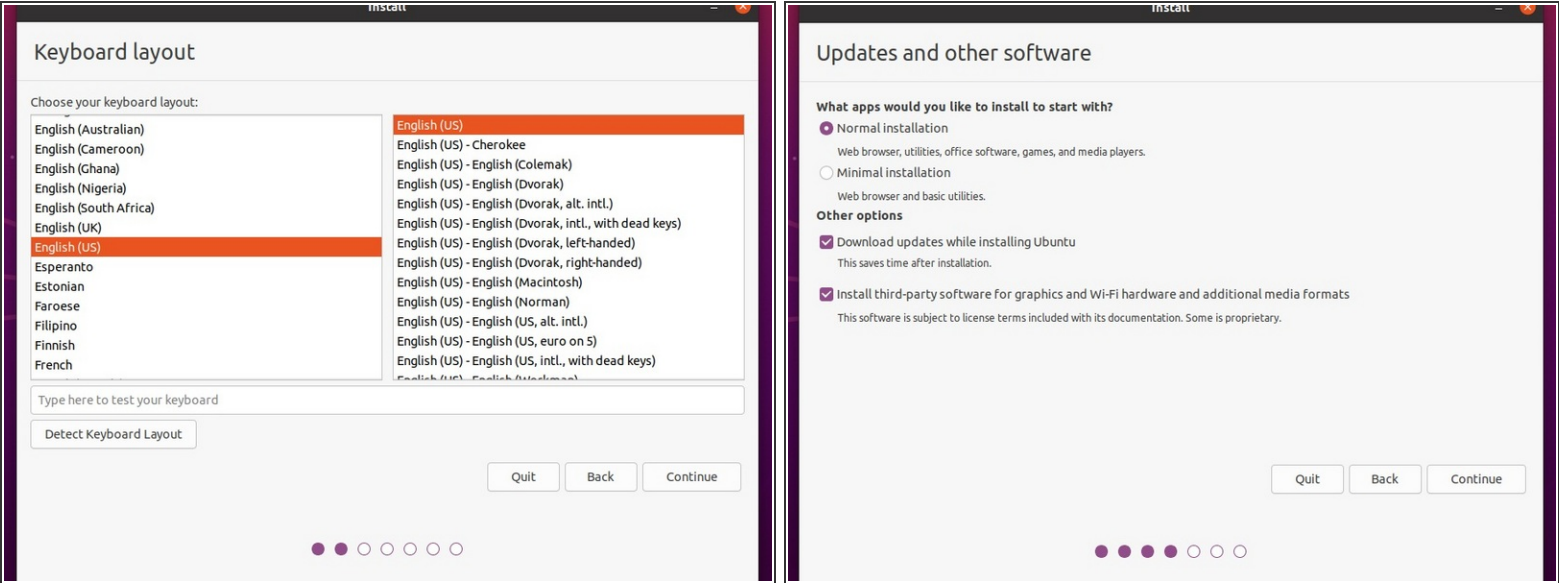 Install
Keyboard layout
Choose your keyboard layout:
English (Australian)
English (Cameroon)
English (Ghana)
English (Nigeria)
English (South Africa)
English (UK)
English (US)
Esperanto
Estonian
Faroese
Filipino
Finnish
French
English (US)
English (US) - Cherokee
English (US) - English (Colemak)
English (US) - English (Dvorak)
English (US) - English (Dvorak, alt. intl.)
English (US) - English (Dvorak, intl., with dead keys)
English (US) - English (Dvorak, left-handed)
English (US) - English (Dvorak, right-handed)
English (US) - English (Macintosh)
English (US) - English (Norman)
English (US) - English (US, alt. intl.)
English (US) - English (US, euro on 5)
English (US) - English (US, intl., with dead keys)
English (US) - English (Workman)
Type here to test your keyboard
Detect Keyboard Layout
Quit
Back
Continue
Install
Updates and other software
What apps would you like to install to start with?
Normal installation
Web browser, utilities, office software, games, and media players.
Minimal installation
Web browser and basic utilities.
Other options
Download updates while installing Ubuntu
This saves time after installation.
Install third-party software for graphics and Wi-Fi hardware and additional media formats
This software is subject to license terms included with its documentation. Some is proprietary.
Quit
Back
Continue